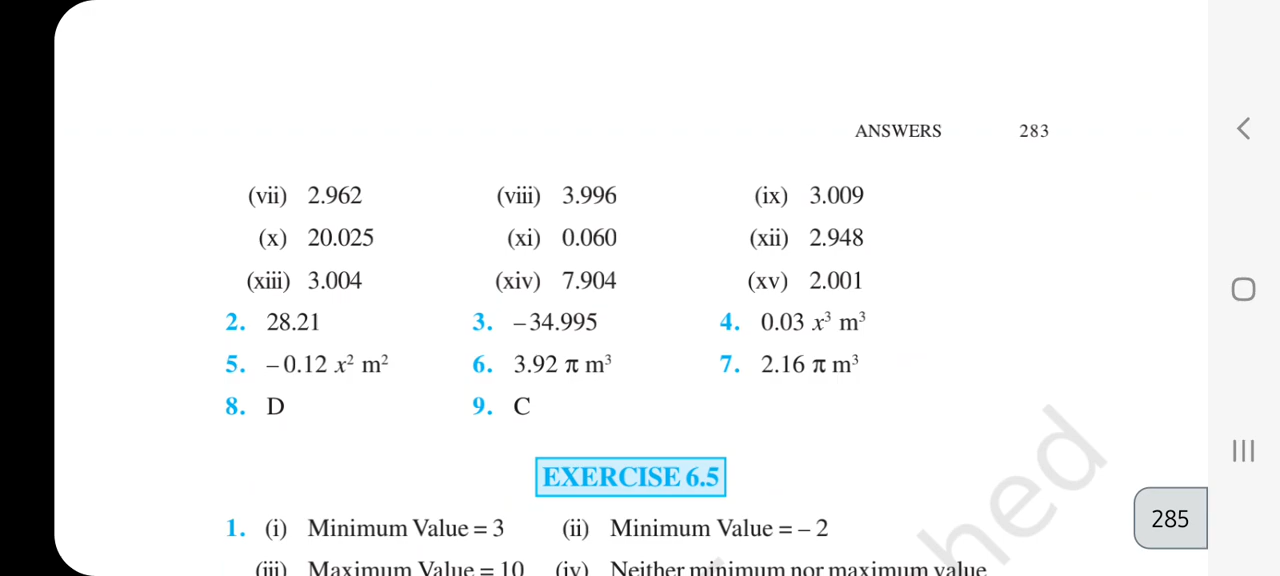 ANSWERS 283
(vii) 2.962 (viii) 3.996 (ix) 3.009
(x) 20.025 (xi) 0.060 (xii) 2.948
(xiii) 3.004 (xiv) 7.904 (xv) 2.001
2. 28.21 3. –34.995 4. 0.03 x³ m³
5. –0.12 x² m² 6. 3.92 π m³ 7. 2.16 π m³
8. D 9. C
EXERCISE 6.5
1. (i) Minimum Value = 3 (ii) Minimum Value = – 2
(iii) Maximum Value = 10 (iv) Neither minimum nor maximum value
hed
285